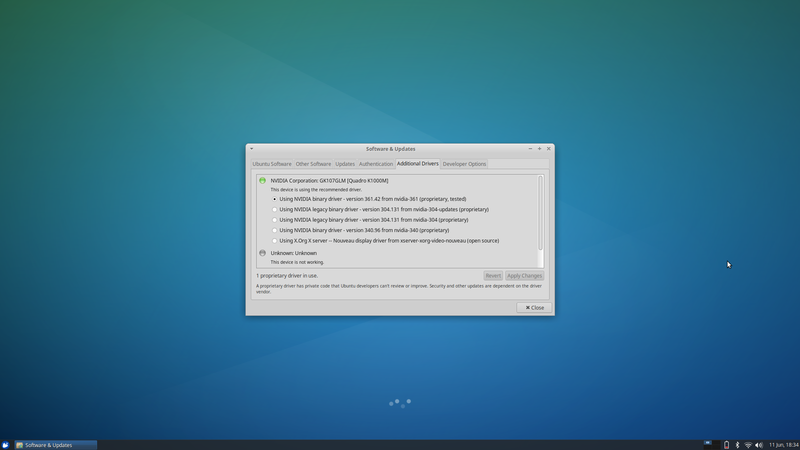 Software & Updates
Ubuntu Software Other Software Updates Authentication Additional Drivers Developer Options
NVIDIA Corporation: GK107GLM [Quadro K1000M]
This device is using the recommended driver.
Using NVIDIA binary driver - version 361.42 from nvidia-361 (proprietary, tested)
Using NVIDIA legacy binary driver - version 304.131 from nvidia-304-updates (proprietary)
Using NVIDIA legacy binary driver - version 304.131 from nvidia-304 (proprietary)
Using NVIDIA binary driver - version 340.96 from nvidia-340 (proprietary)
Using X.Org X server -- Nouveau display driver from xserver-xorg-video-nouveau (open source)
Unknown: Unknown
This device is not working.
1 proprietary driver in use.
Revert Apply Changes
A proprietary driver has private code that Ubuntu developers can't review or improve. Security and other updates are dependent on the driver
vendor.
Close
Software & Updates
11 Jun, 18:34